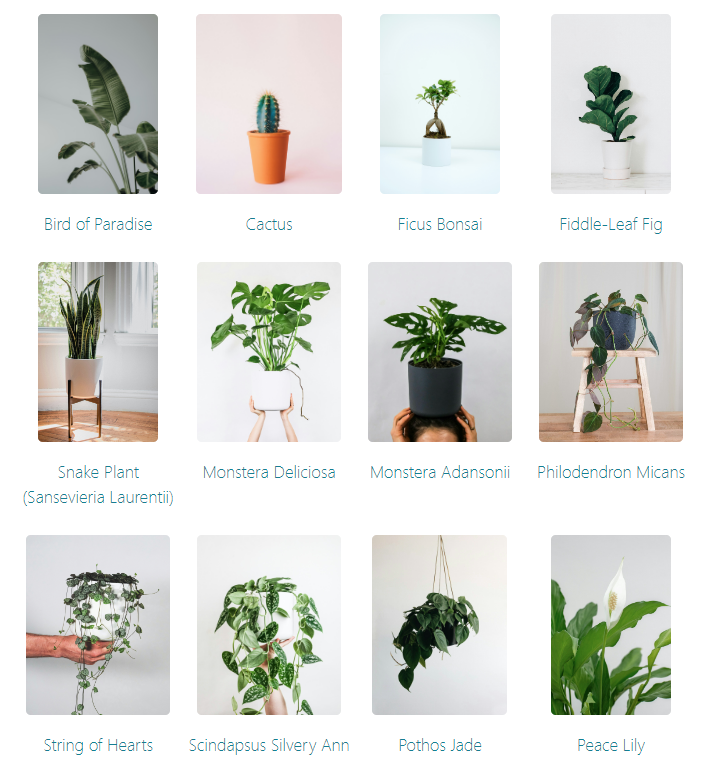 Bird of Paradise
Cactus
Ficus Bonsai
Fiddle-Leaf Fig
Snake Plant
(Sansevieria Laurentii)
Monstera Deliciosa
Monstera Adansonii
Philodendron Micans
String of Hearts
Scindapsus Silvery Ann
Pothos Jade
Peace Lily